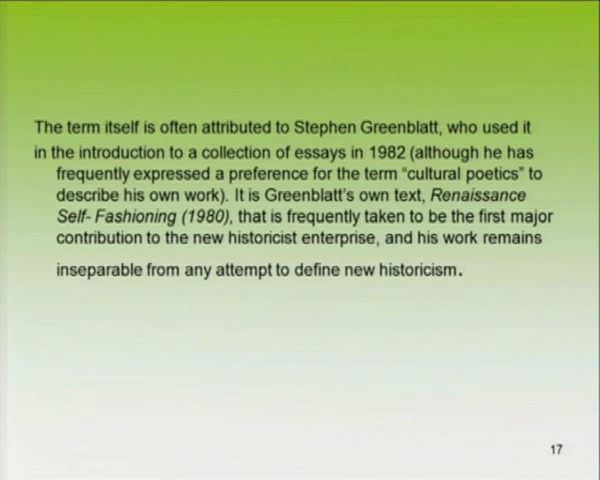 The term itself is often attributed to Stephen Greenblatt, who used it
in the introduction to a collection of essays in 1982 (although he has
frequently expressed a preference for the term “cultural poetics” to
describe his own work). It is Greenblatt’s own text, Renaissance
Self- Fashioning (1980), that is frequently taken to be the first major
contribution to the new historicist enterprise, and his work remains
inseparable from any attempt to define new historicism.
17